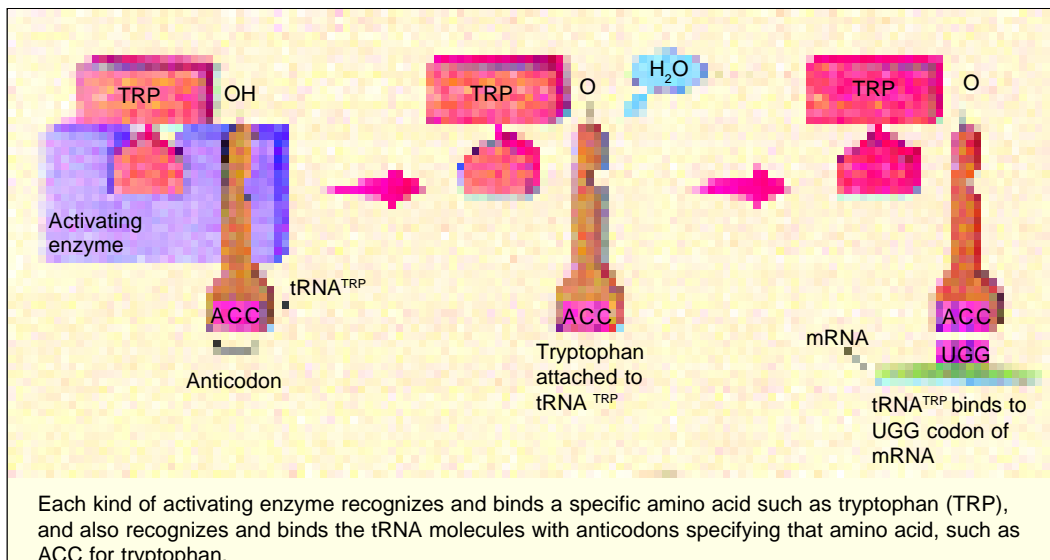 TRP
OH
Activating
enzyme
tRNATRP
ACC
Anticodon
TRP
O
H2O
ACC
Tryptophan
attached to
tRNA TRP
TRP
O
ACC
mRNA
UGG
tRNATRP binds to
UGG codon of
mRNA
Each kind of activating enzyme recognizes and binds a specific amino acid such as tryptophan (TRP),
and also recognizes and binds the tRNA molecules with anticodons specifying that amino acid, such as
ACC for tryptophan.